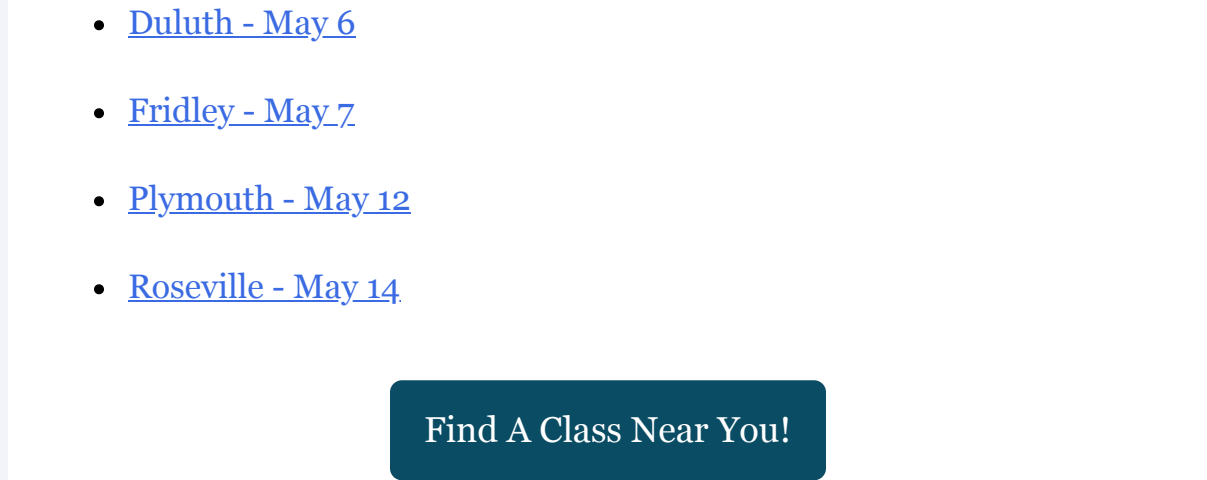 Duluth - May 6
Fridley - May 7
Plymouth - May 12
Roseville - May 14
Find A Class Near You!